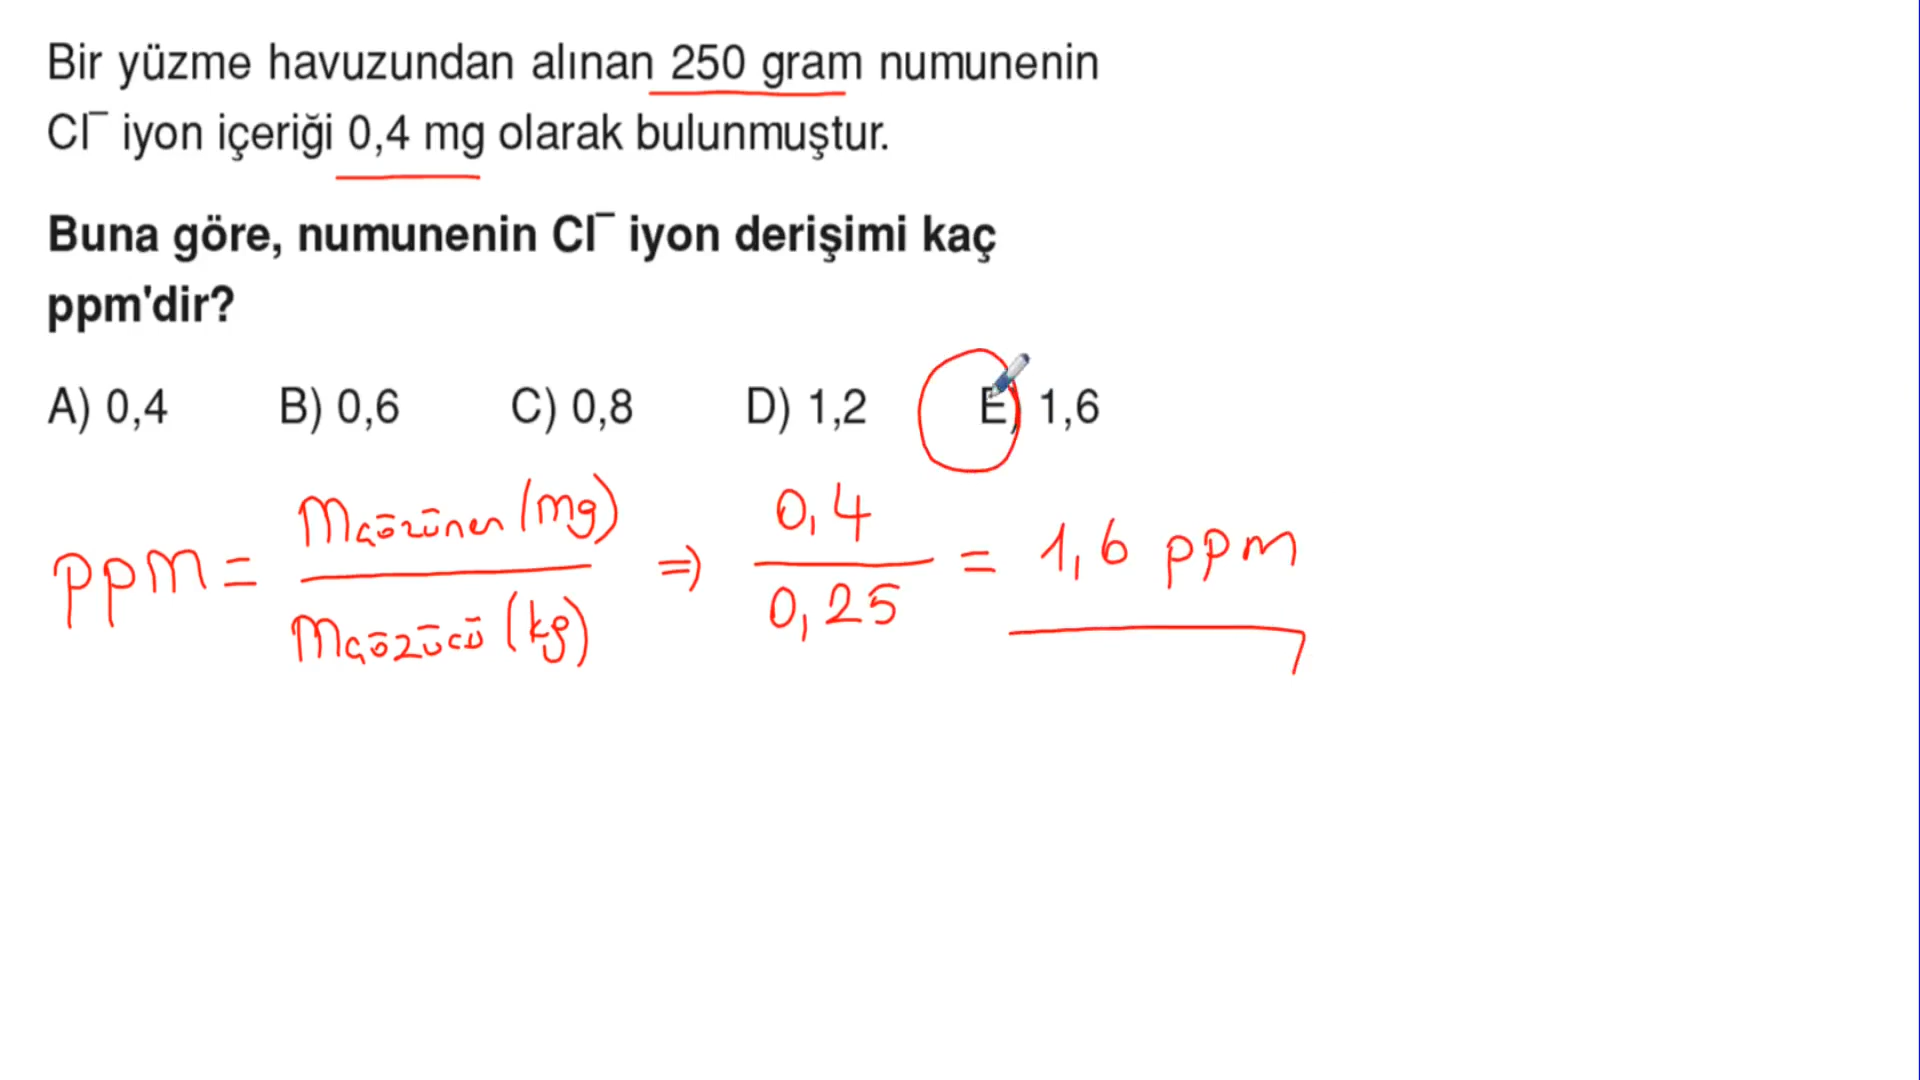 Bir yüzme havuzundan alınan 250 gram numunenin
Cl⁻ iyon içeriği 0,4 mg olarak bulunmuştur.
Buna göre, numunenin Cl⁻ iyon derişimi kaç
ppm'dir?
A) 0,4 B) 0,6 C) 0,8 D) 1,2 E) 1,6
ppm = mçözünen (mg) / mçözücü (kg) ⇒ 0,4 / 0,25 = 1,6 ppm